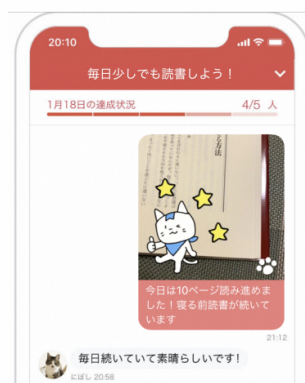 20:10
毎日少しでも読書しよう！
1月18日の達成状況
4/5 人
る方法
今日は10ページ読み進めま
した！寝る前読書が続いて
います
21:12
毎日続いていて素晴らしいです！
にぼし 20:58